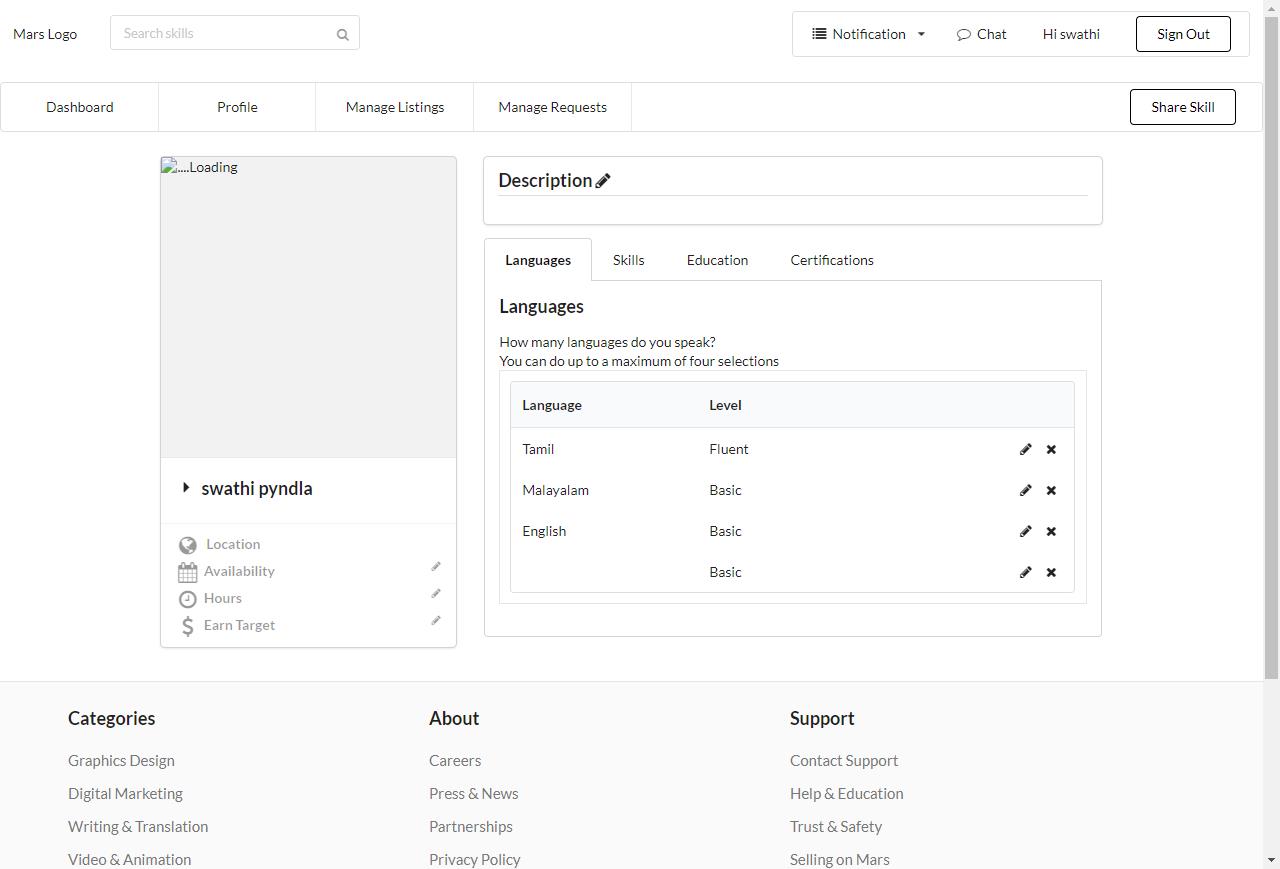 Mars Logo
Search skills
Notification
Chat
Hi swathi
Sign Out
Dashboard
Profile
Manage Listings
Manage Requests
Share Skill
....Loading
swathi pyndla
Location
Availability
Hours
Earn Target
Description
Languages Skills Education Certifications
Languages
How many languages do you speak?
You can do up to a maximum of four selections
Language Level
Tamil Fluent
Malayalam Basic
English Basic
Basic
Categories
Graphics Design
Digital Marketing
Writing & Translation
Video & Animation
About
Careers
Press & News
Partnerships
Privacy Policy
Support
Contact Support
Help & Education
Trust & Safety
Selling on Mars